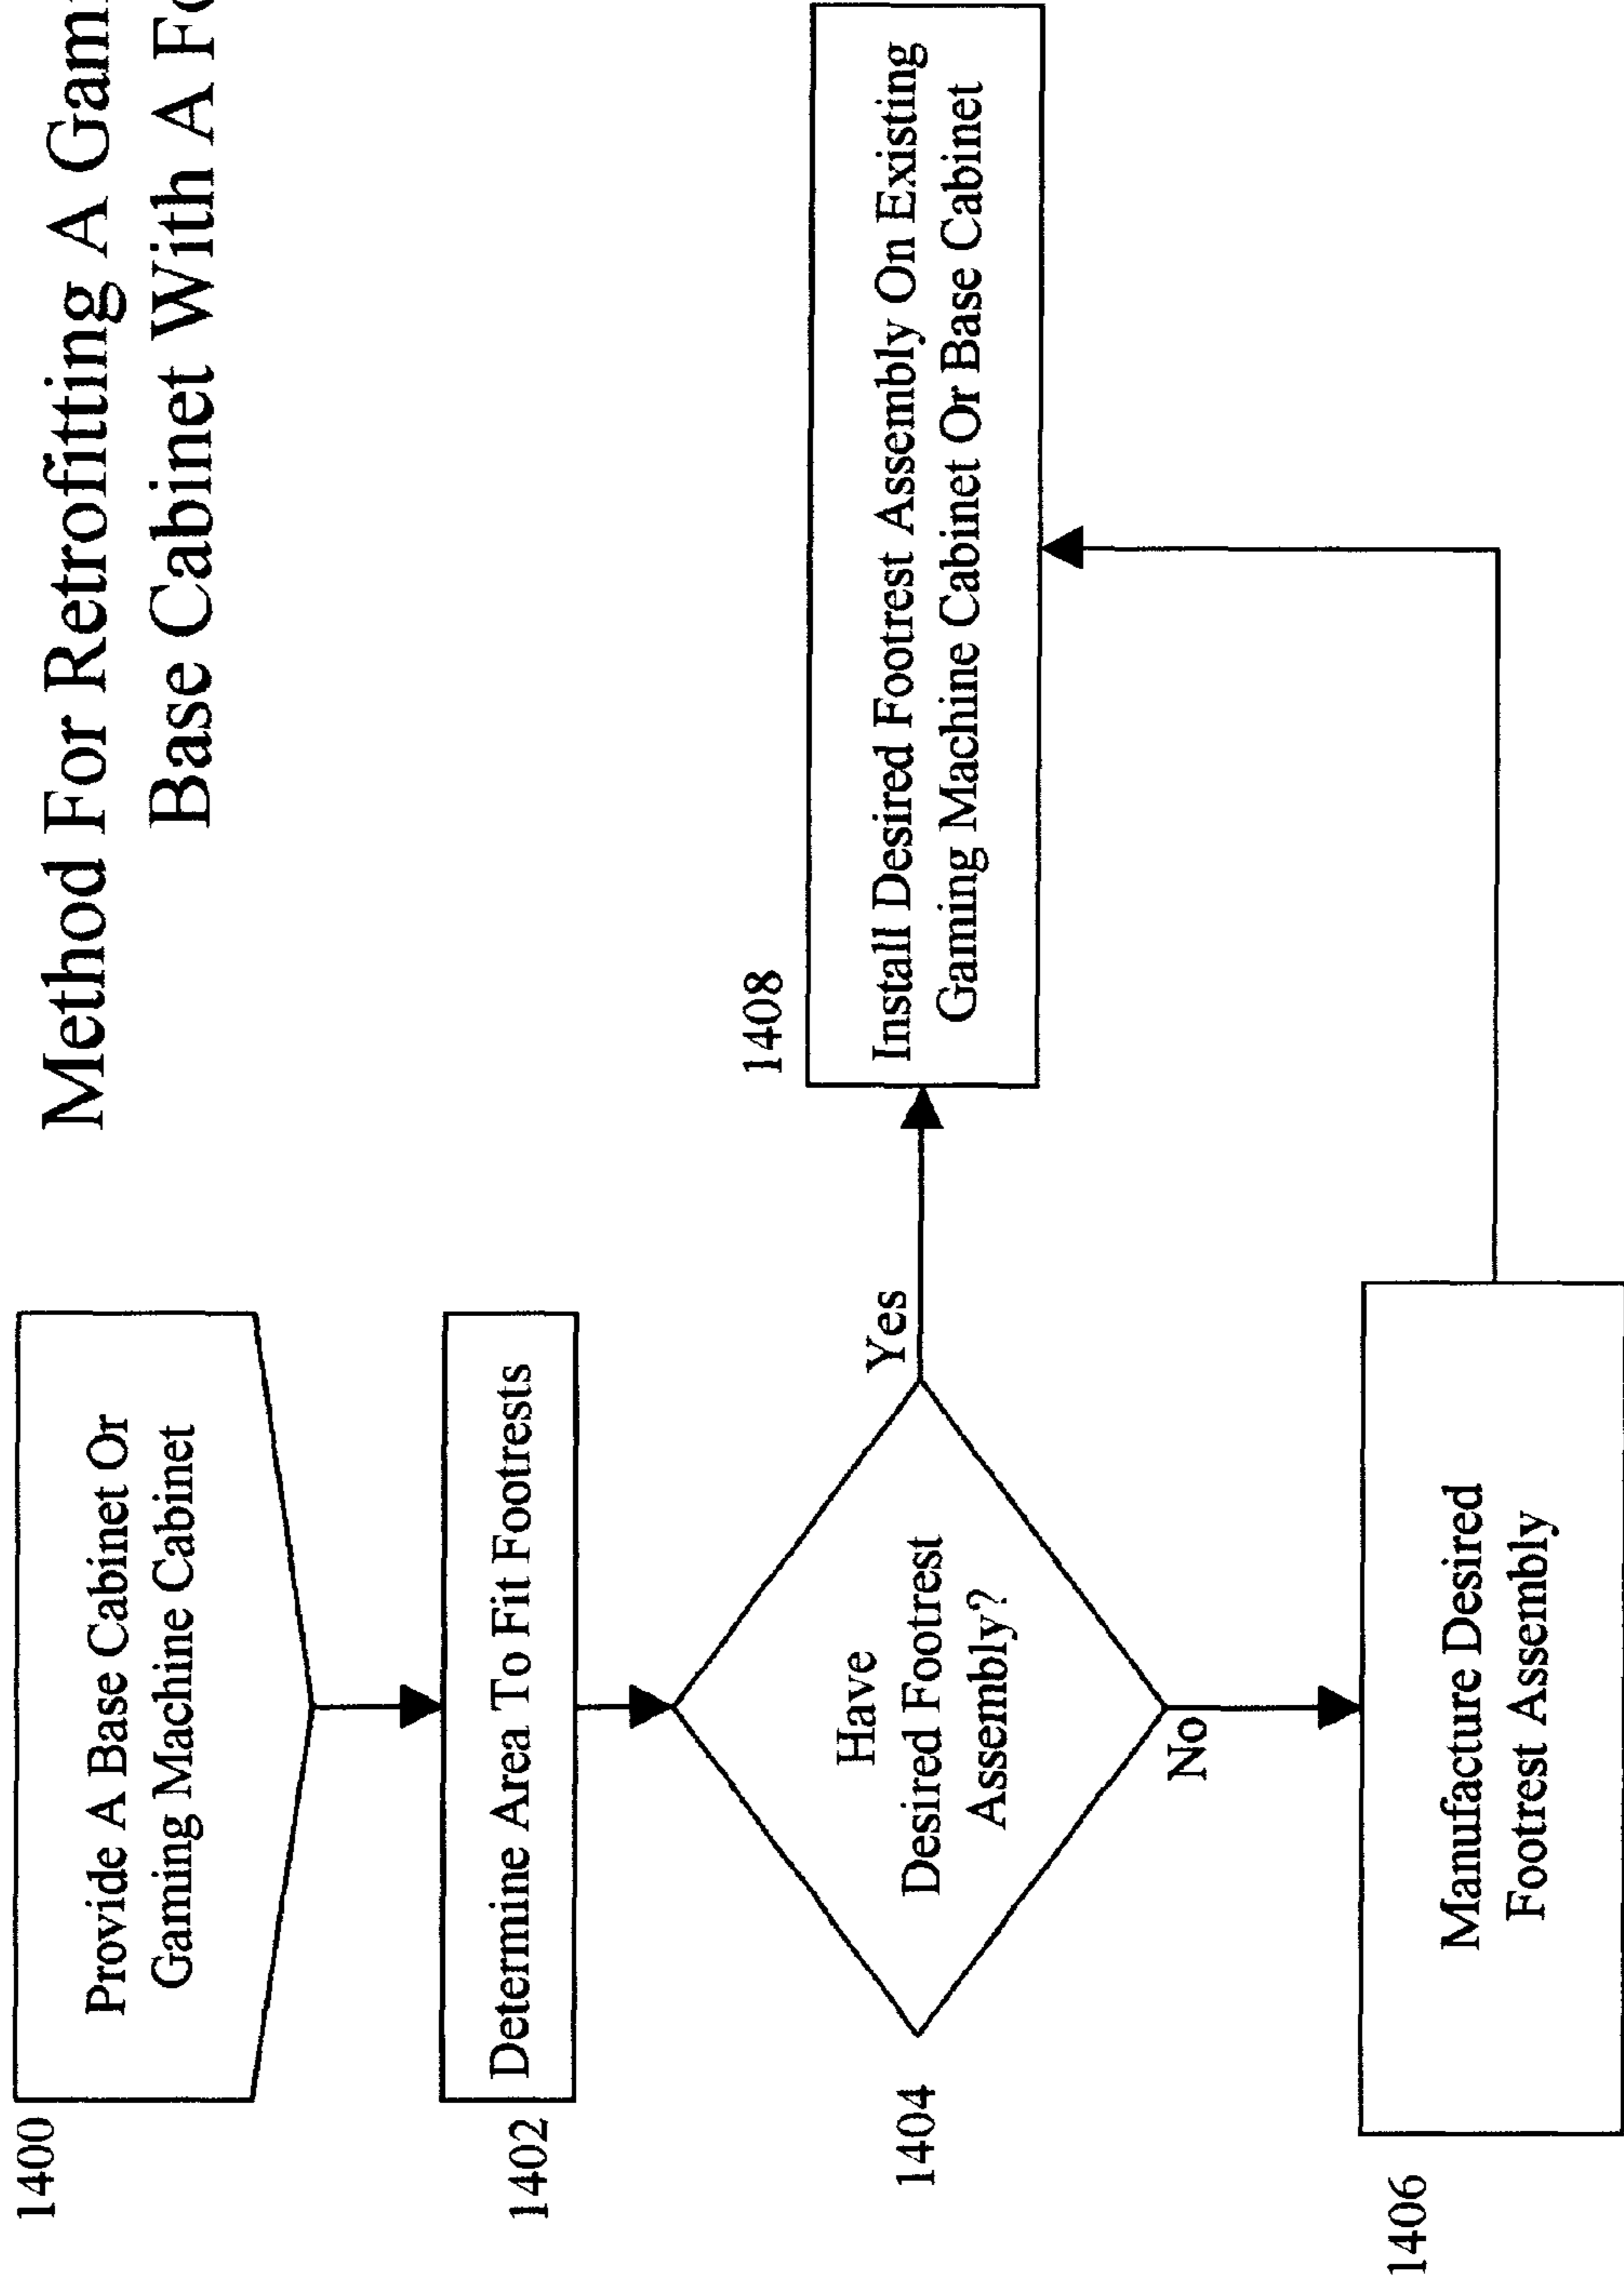 Method For Retrofitting A
Base Cabinet With A
1400
Provide A Base Cabinet Or
Gaming Machine Cabinet
1402
Determine Area To Fit Footrests
1404
Have
Desired Footrest
Assembly?
Yes
No
1408
Install Desired Footrest Assembly On Existing
Gaming Machine Cabinet Or Base Cabinet
1406
Manufacture Desired
Footrest Assembly